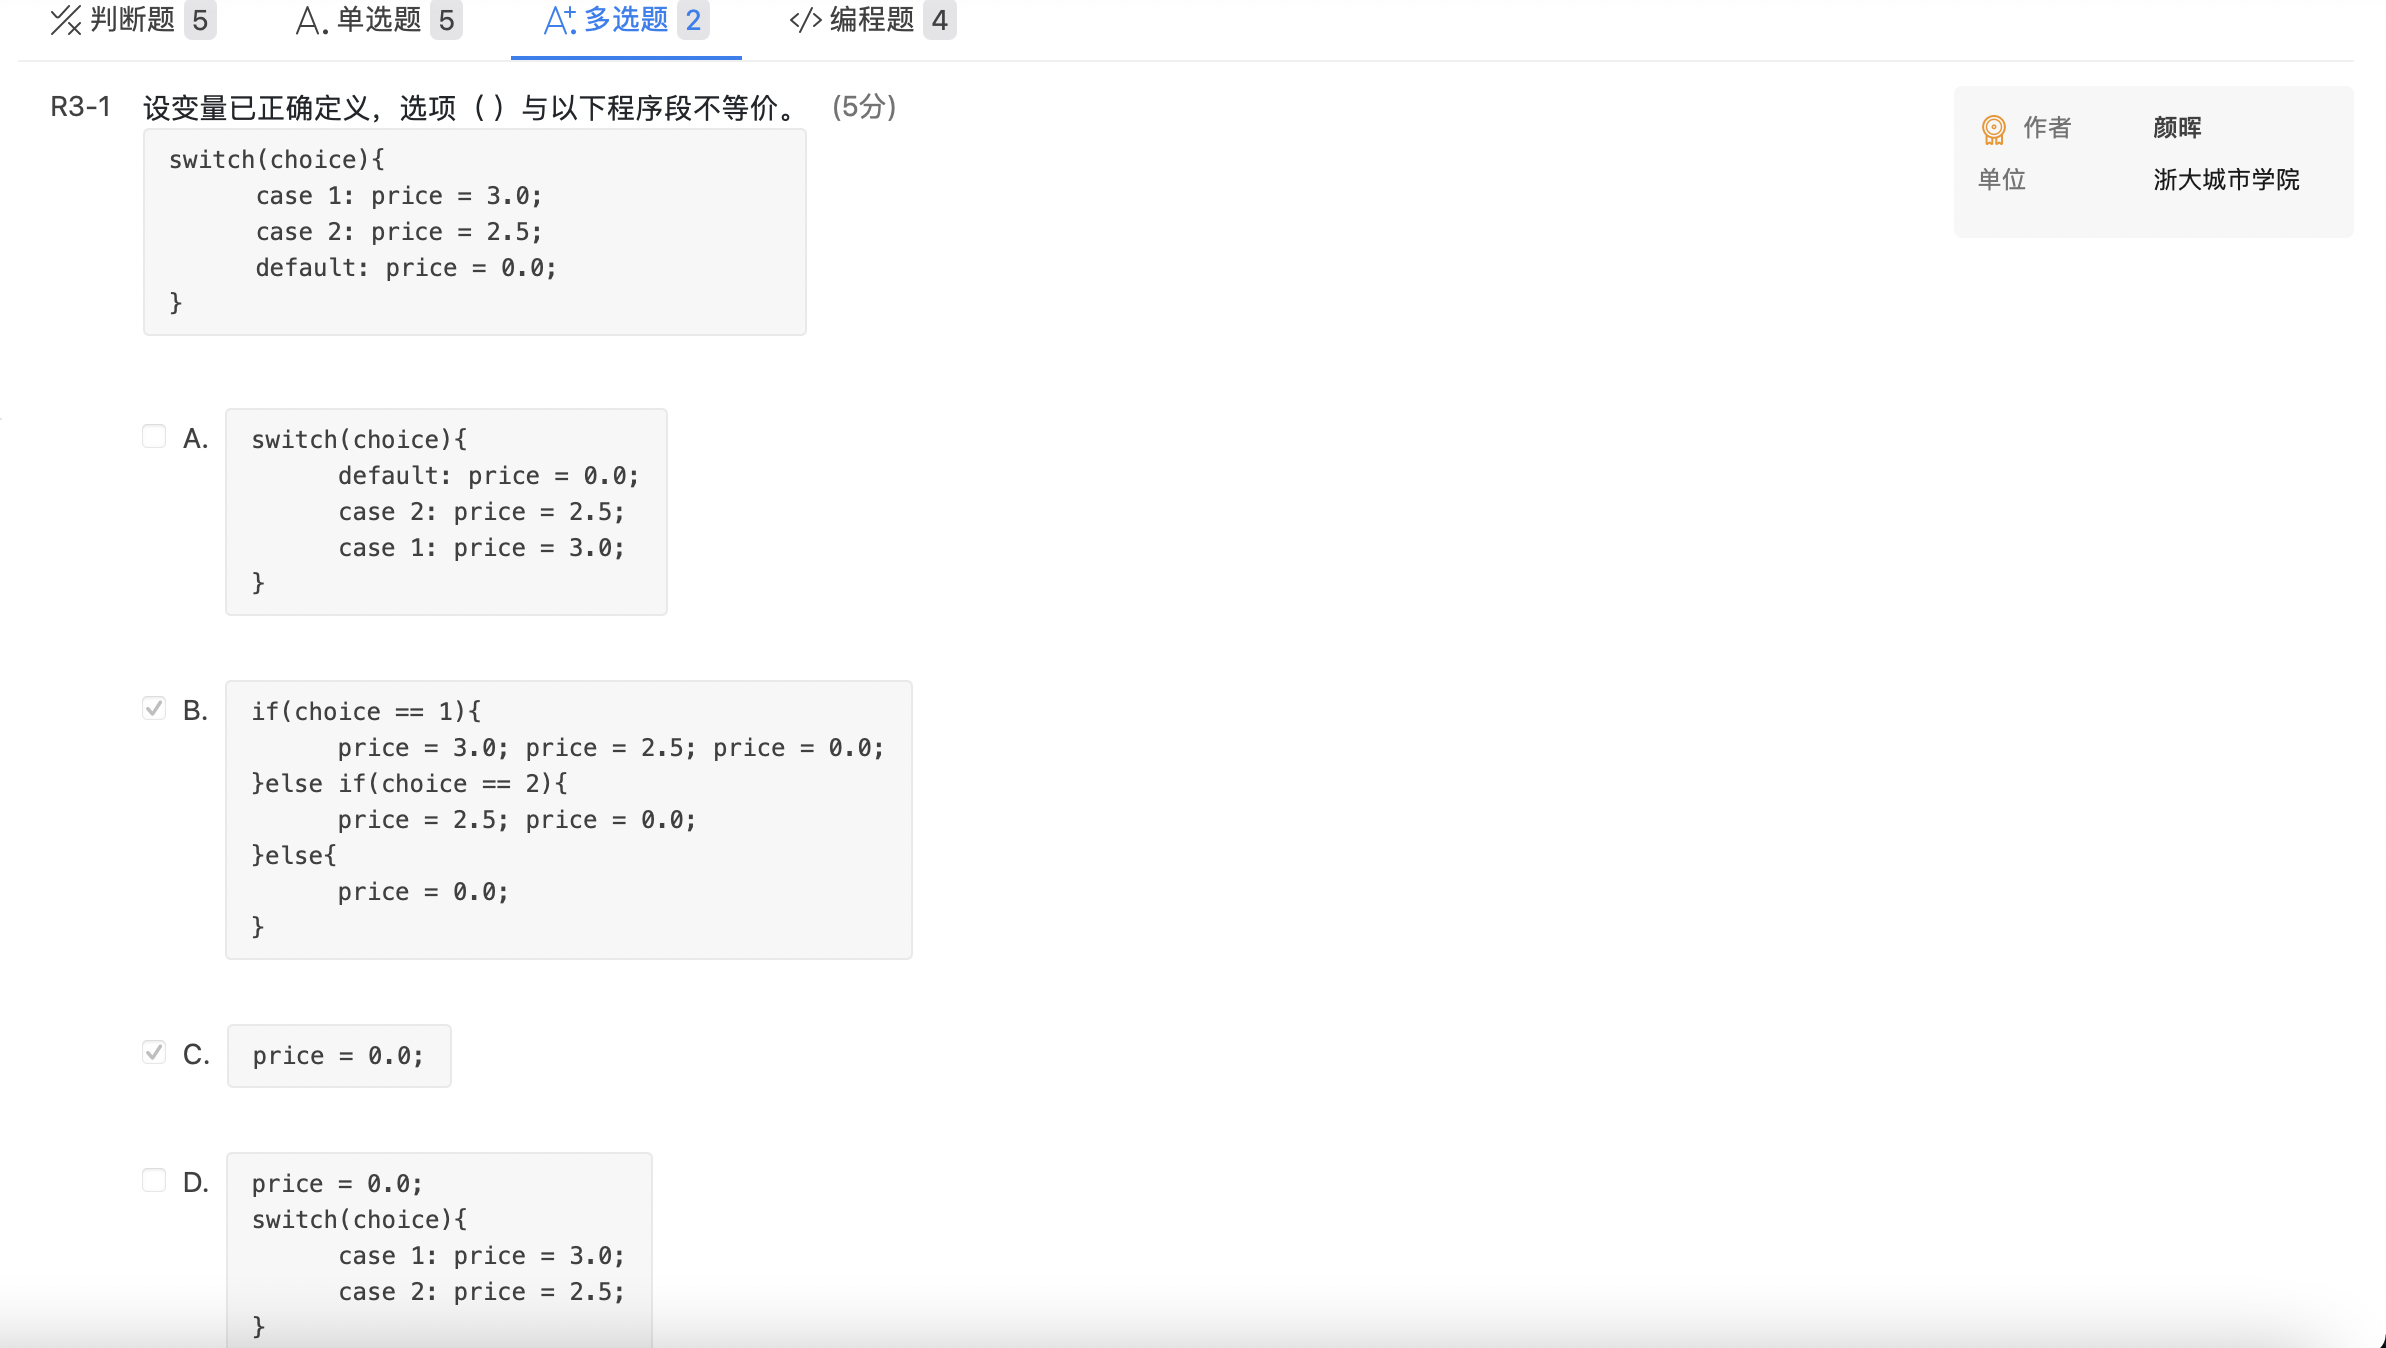 判断题 5 A. 单选题 5 A+. 多选题 2 </> 编程题 4
R3-1 设变量已正确定义，选项（ ）与以下程序段不等价。 (5分)
switch(choice){
      case 1: price = 3.0;
      case 2: price = 2.5;
      default: price = 0.0;
}
作者 颜晖
单位 浙大城市学院
A.
switch(choice){
      default: price = 0.0;
      case 2: price = 2.5;
      case 1: price = 3.0;
}
B.
if(choice == 1){
      price = 3.0; price = 2.5; price = 0.0;
}else if(choice == 2){
      price = 2.5; price = 0.0;
}else{
      price = 0.0;
}
C. price = 0.0;
D.
price = 0.0;
switch(choice){
      case 1: price = 3.0;
      case 2: price = 2.5;
}